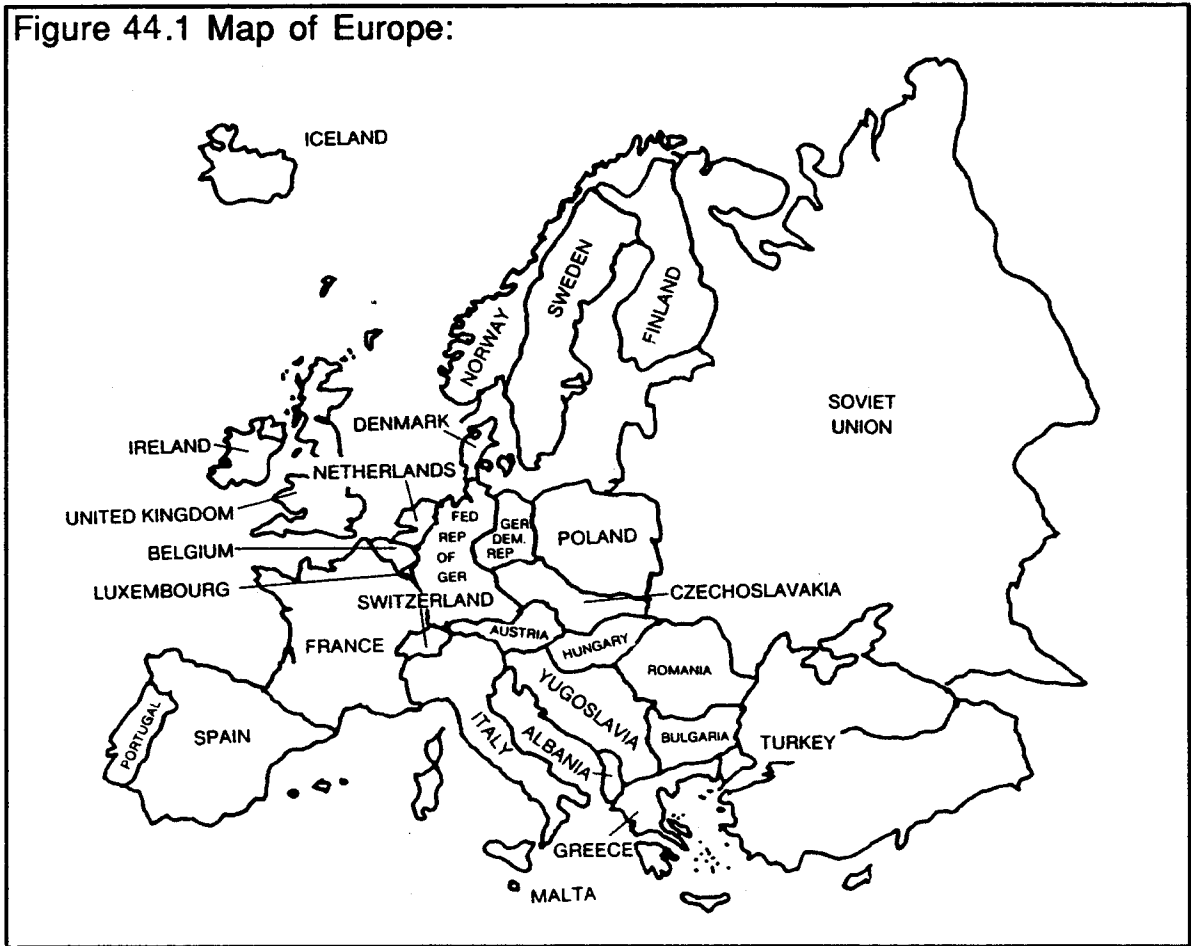 Figure 44.1 Map of Europe:
ICELAND
SWEDEN
FINLAND
NORWAY
SOVIET
UNION
DENMARK
IRELAND
NETHERLANDS
UNITED KINGDOM
FED
REP
OF
GER
GER
DEM.
REP
POLAND
BELGIUM
LUXEMBOURG
CZECHOSLAVAKIA
SWITZERLAND
AUSTRIA
HUNGARY
FRANCE
ROMANIA
YUGOSLAVIA
PORTUGAL
SPAIN
ITALY
ALBANIA
BULGARIA
TURKEY
GREECE
MALTA